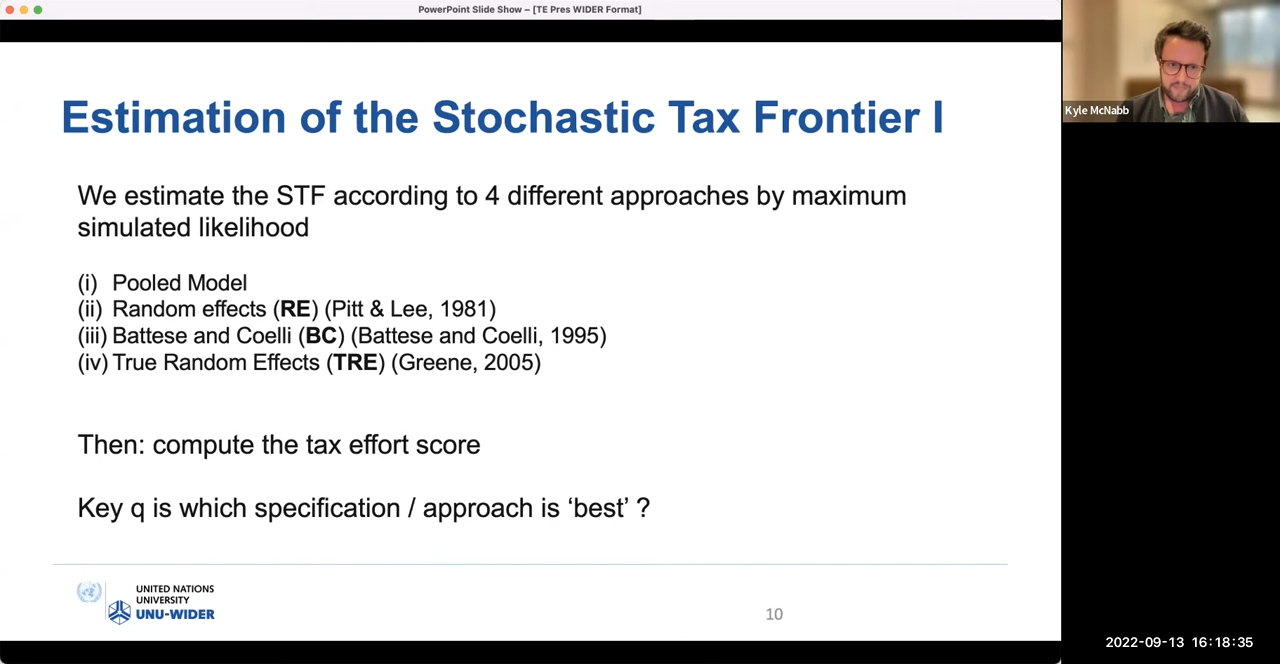 PowerPoint Slide Show – [TE Pres WIDER Format]
Estimation of the Stochastic Tax Frontier I
We estimate the STF according to 4 different approaches by maximum
simulated likelihood
(i) Pooled Model
(ii) Random effects (RE) (Pitt & Lee, 1981)
(iii) Battese and Coelli (BC) (Battese and Coelli, 1995)
(iv) True Random Effects (TRE) (Greene, 2005)
Then: compute the tax effort score
Key q is which specification / approach is ‘best’ ?
UNITED NATIONS
UNIVERSITY
UNU-WIDER
10
Kyle McNabb
2022-09-13 16:18:35